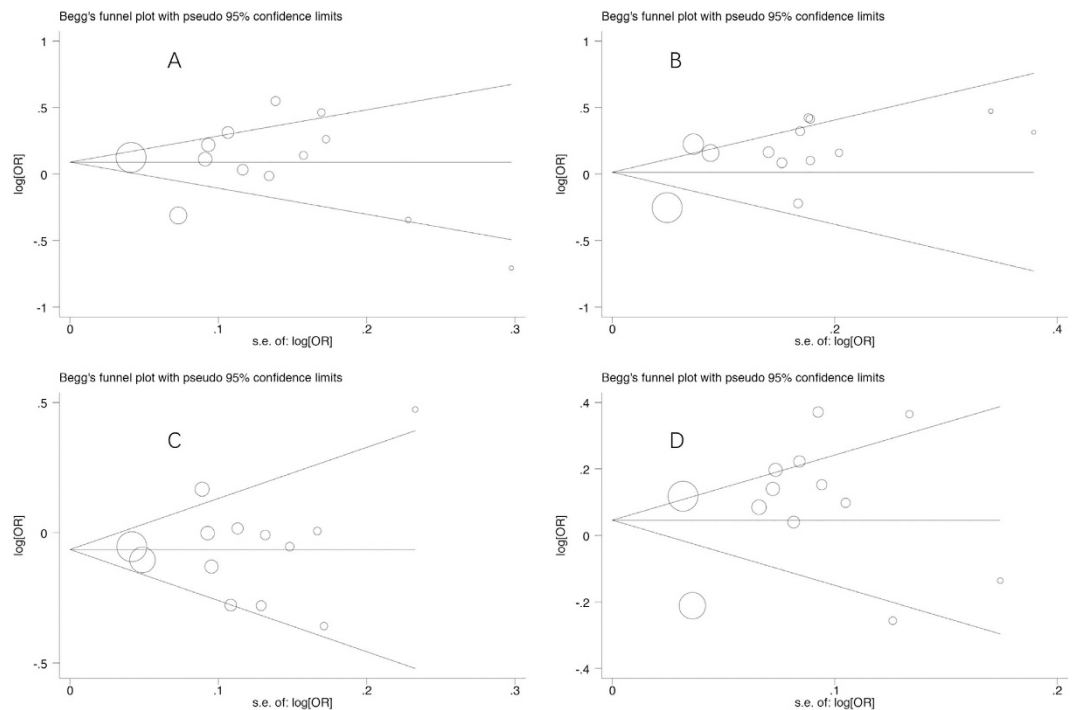 Begg's funnel plot with pseudo 95% confidence limits
A
log[OR]
1
.5
0
-.5
-1
0
.1
.2
.3
s.e. of: log[OR]
Begg's funnel plot with pseudo 95% confidence limits
B
log[OR]
1
.5
0
-.5
-1
0
.2
.4
s.e. of: log[OR]
Begg's funnel plot with pseudo 95% confidence limits
C
log[OR]
.5
0
-.5
0
.1
.2
.3
s.e. of: log[OR]
Begg's funnel plot with pseudo 95% confidence limits
D
log[OR]
.4
.2
0
-.2
-.4
0
.1
.2
s.e. of: log[OR]